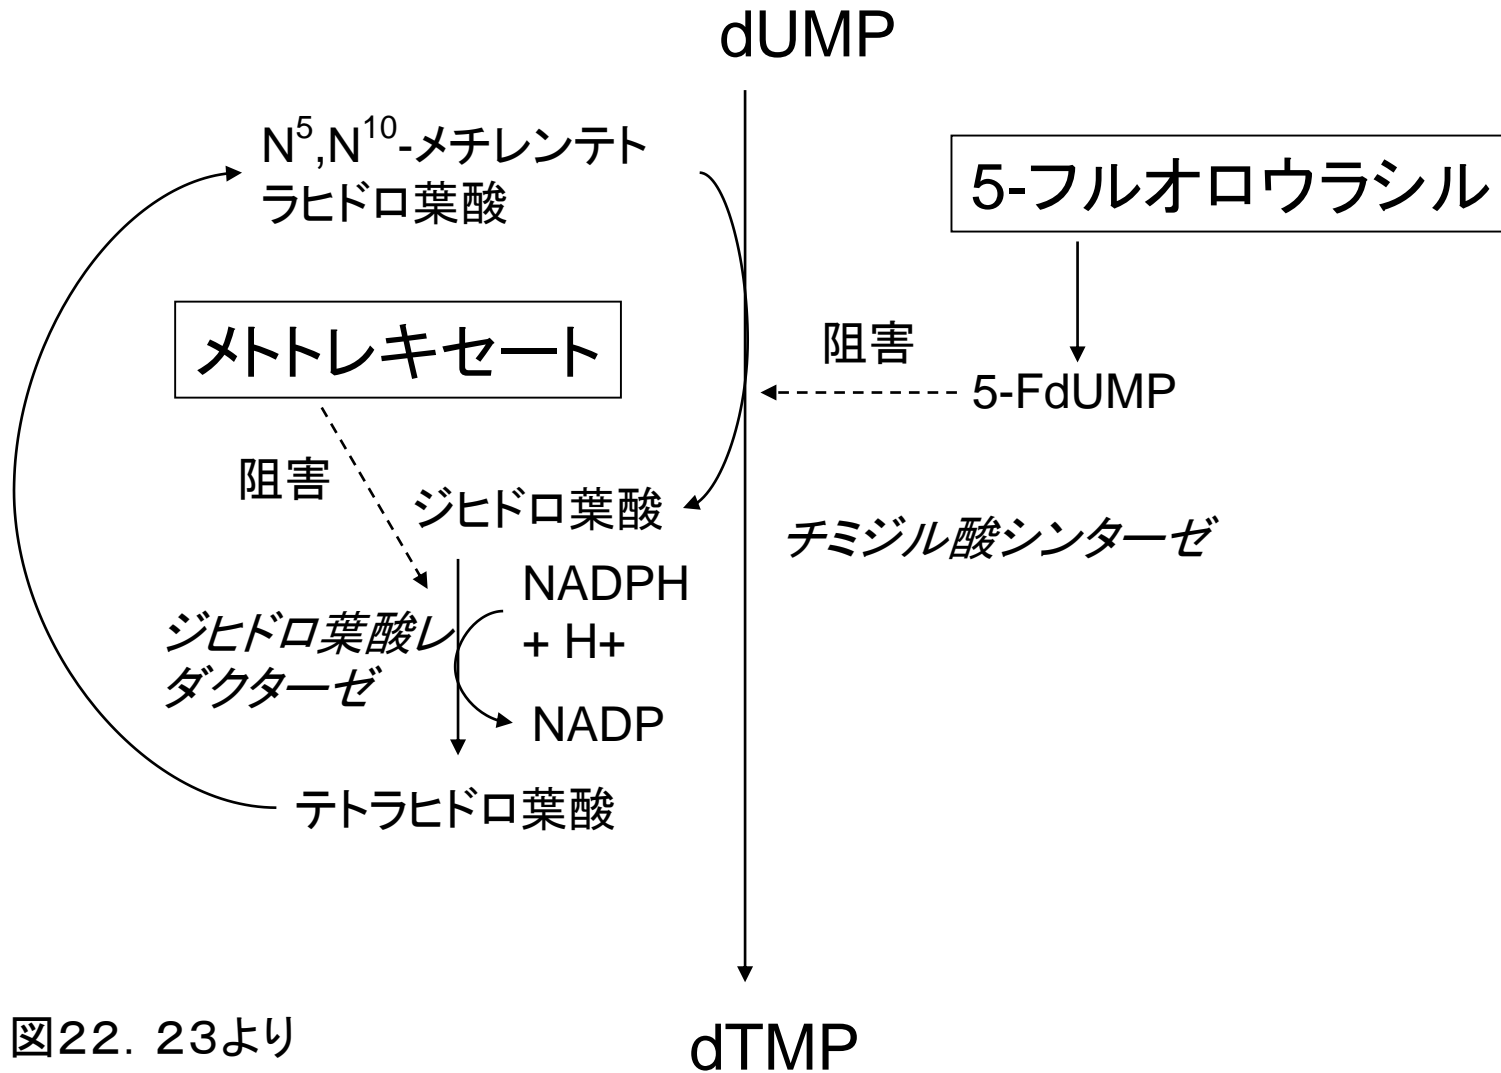 dUMP
N5,N10-メチレンテト
ラヒドロ葉酸
5-フルオロウラシル
メトトレキセート
阻害
5-FdUMP
阻害
ジヒドロ葉酸
チミジル酸シンターゼ
NADPH
+ H+
ジヒドロ葉酸レ
ダクターゼ
NADP
テトラヒドロ葉酸
図22．23より
dTMP